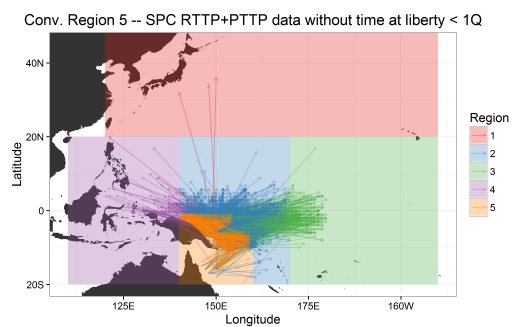 Conv. Region 5 -- SPC RTTP+PTTP data without time at liberty < 1Q
40N
20N
0
20S
Latitude
125E
150E
175E
160W
Longitude
Region
1
2
3
4
5